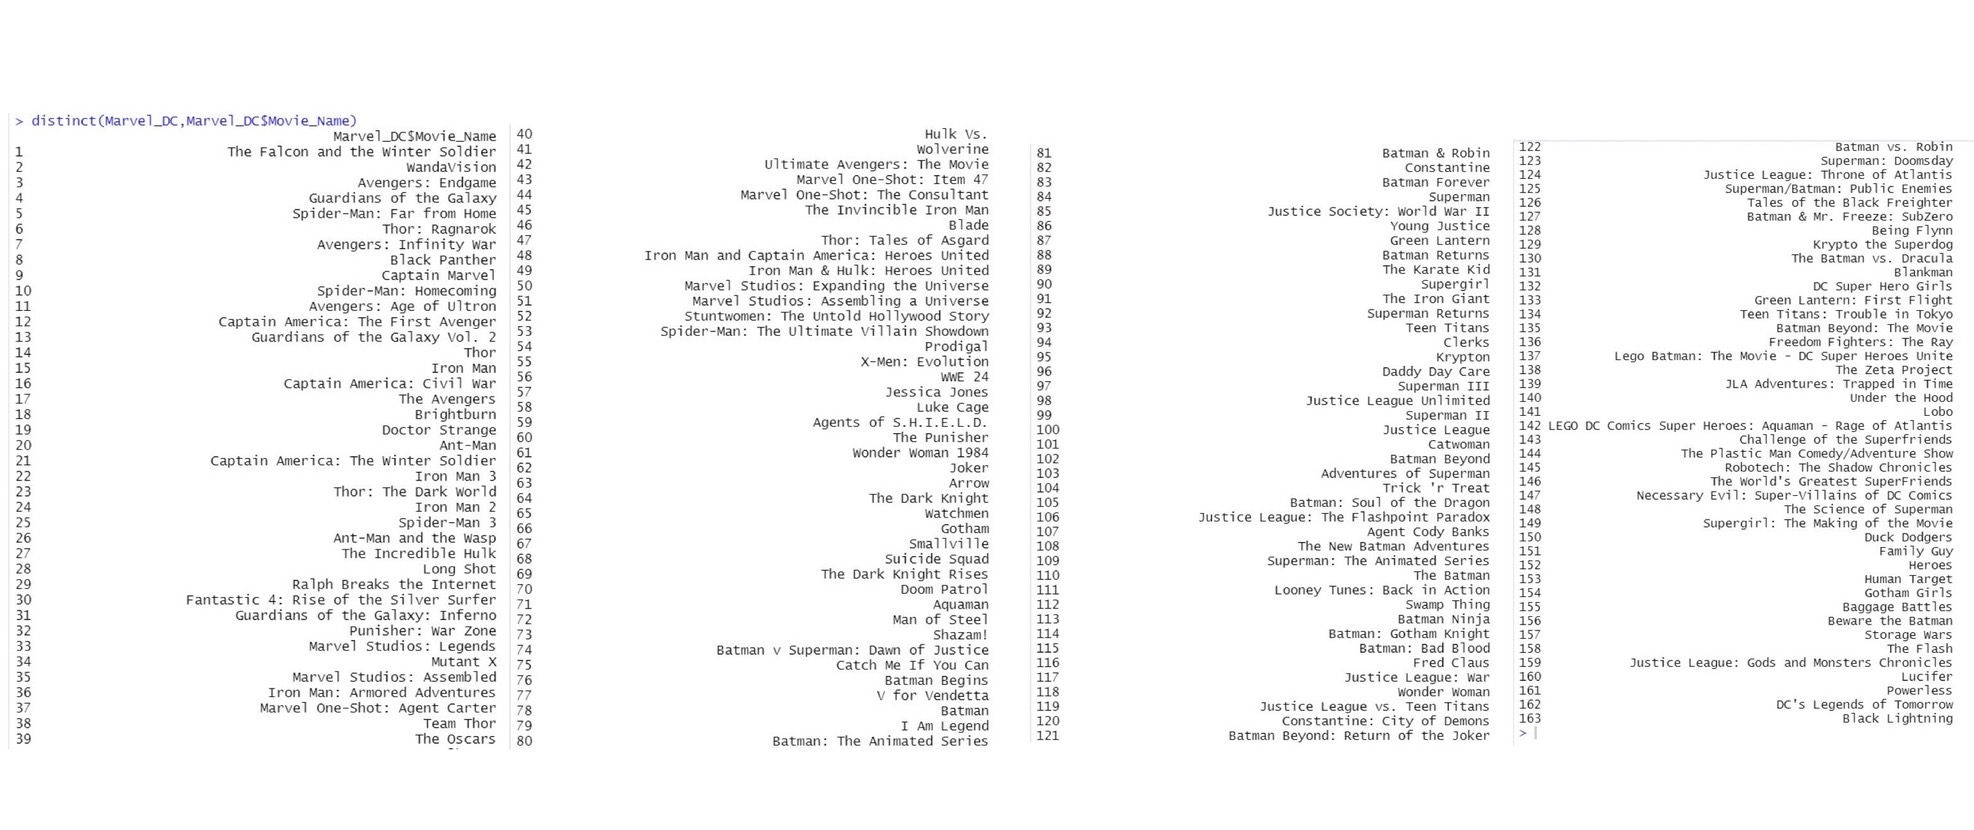 > distinct(Marvel_DC,Marvel_DC$Movie_Name)
Marvel_DC$Movie_Name
1 The Falcon and the Winter Soldier
2 WandaVision
3 Avengers: Endgame
4 Guardians of the Galaxy
5 Spider-Man: Far from Home
6 Thor: Ragnarok
7 Avengers: Infinity War
8 Black Panther
9 Captain Marvel
10 Spider-Man: Homecoming
11 Avengers: Age of Ultron
12 Captain America: The First Avenger
13 Guardians of the Galaxy Vol. 2
14 Thor
15 Iron Man
16 Captain America: Civil War
17 The Avengers
18 Brightburn
19 Doctor Strange
20 Ant-Man
21 Captain America: The Winter Soldier
22 Iron Man 3
23 Thor: The Dark World
24 Iron Man 2
25 Spider-Man 3
26 Ant-Man and the Wasp
27 The Incredible Hulk
28 Long Shot
29 Ralph Breaks the Internet
30 Fantastic 4: Rise of the Silver Surfer
31 Guardians of the Galaxy: Inferno
32 Punisher: War Zone
33 Marvel Studios: Legends
34 Mutant X
35 Marvel Studios: Assembled
36 Iron Man: Armored Adventures
37 Marvel One-Shot: Agent Carter
38 Team Thor
39 The Oscars
40 Hulk Vs.
41 Wolverine
42 Ultimate Avengers: The Movie
43 Marvel One-Shot: Item 47
44 Marvel One-Shot: The Consultant
45 The Invincible Iron Man
46 Blade
47 Thor: Tales of Asgard
48 Iron Man and Captain America: Heroes United
49 Iron Man & Hulk: Heroes United
50 Marvel Studios: Expanding the Universe
51 Marvel Studios: Assembling a Universe
52 Stuntwomen: The Untold Hollywood Story
53 Spider-Man: The Ultimate Villain Showdown
54 Prodigal
55 X-Men: Evolution
56 WWE 24
57 Jessica Jones
58 Luke Cage
59 Agents of S.H.I.E.L.D.
60 The Punisher
61 Wonder Woman 1984
62 Joker
63 Arrow
64 The Dark Knight
65 Watchmen
66 Gotham
67 Smallville
68 Suicide Squad
69 The Dark Knight Rises
70 Doom Patrol
71 Aquaman
72 Man of Steel
73 Shazam!
74 Batman v Superman: Dawn of Justice
75 Catch Me If You Can
76 Batman Begins
77 V for Vendetta
78 Batman
79 I Am Legend
80 Batman: The Animated Series
81 Batman & Robin
82 Constantine
83 Batman Forever
84 Superman
85 Justice Society: World War II
86 Young Justice
87 Green Lantern
88 Batman Returns
89 The Karate Kid
90 Supergirl
91 The Iron Giant
92 Superman Returns
93 Teen Titans
94 Clerks
95 Krypton
96 Daddy Day Care
97 Superman III
98 Justice League Unlimited
99 Superman II
100 Justice League
101 Catwoman
102 Batman Beyond
103 Adventures of Superman
104 Trick 'r Treat
105 Batman: Soul of the Dragon
106 Justice League: The Flashpoint Paradox
107 Agent Cody Banks
108 The New Batman Adventures
109 Superman: The Animated Series
110 The Batman
111 Looney Tunes: Back in Action
112 Swamp Thing
113 Batman Ninja
114 Batman: Gotham Knight
115 Batman: Bad Blood
116 Fred Claus
117 Justice League: War
118 Wonder Woman
119 Justice League vs. Teen Titans
120 Constantine: City of Demons
121 Batman Beyond: Return of the Joker
122 Batman vs. Robin
123 Superman: Doomsday
124 Justice League: Throne of Atlantis
125 Superman/Batman: Public Enemies
126 Tales of the Black Freighter
127 Batman & Mr. Freeze: SubZero
128 Being Flynn
129 Krypto the Superdog
130 The Batman vs. Dracula
131 Blankman
132 DC Super Hero Girls
133 Green Lantern: First Flight
134 Teen Titans: Trouble in Tokyo
135 Batman Beyond: The Movie
136 Freedom Fighters: The Ray
137 Lego Batman: The Movie - DC Super Heroes Unite
138 The Zeta Project
139 JLA Adventures: Trapped in Time
140 Under the Hood
141 Lobo
142 LEGO DC Comics Super Heroes: Aquaman - Rage of Atlantis
143 Challenge of the Superfriends
144 The Plastic Man Comedy/Adventure Show
145 Robotech: The Shadow Chronicles
146 The World's Greatest SuperFriends
147 Necessary Evil: Super-Villains of DC Comics
148 The Science of Superman
149 Supergirl: The Making of the Movie
150 Duck Dodgers
151 Family Guy
152 Heroes
153 Human Target
154 Gotham Girls
155 Baggage Battles
156 Beware the Batman
157 Storage Wars
158 The Flash
159 Justice League: Gods and Monsters Chronicles
160 Lucifer
161 Powerless
162 DC's Legends of Tomorrow
163 Black Lightning
>